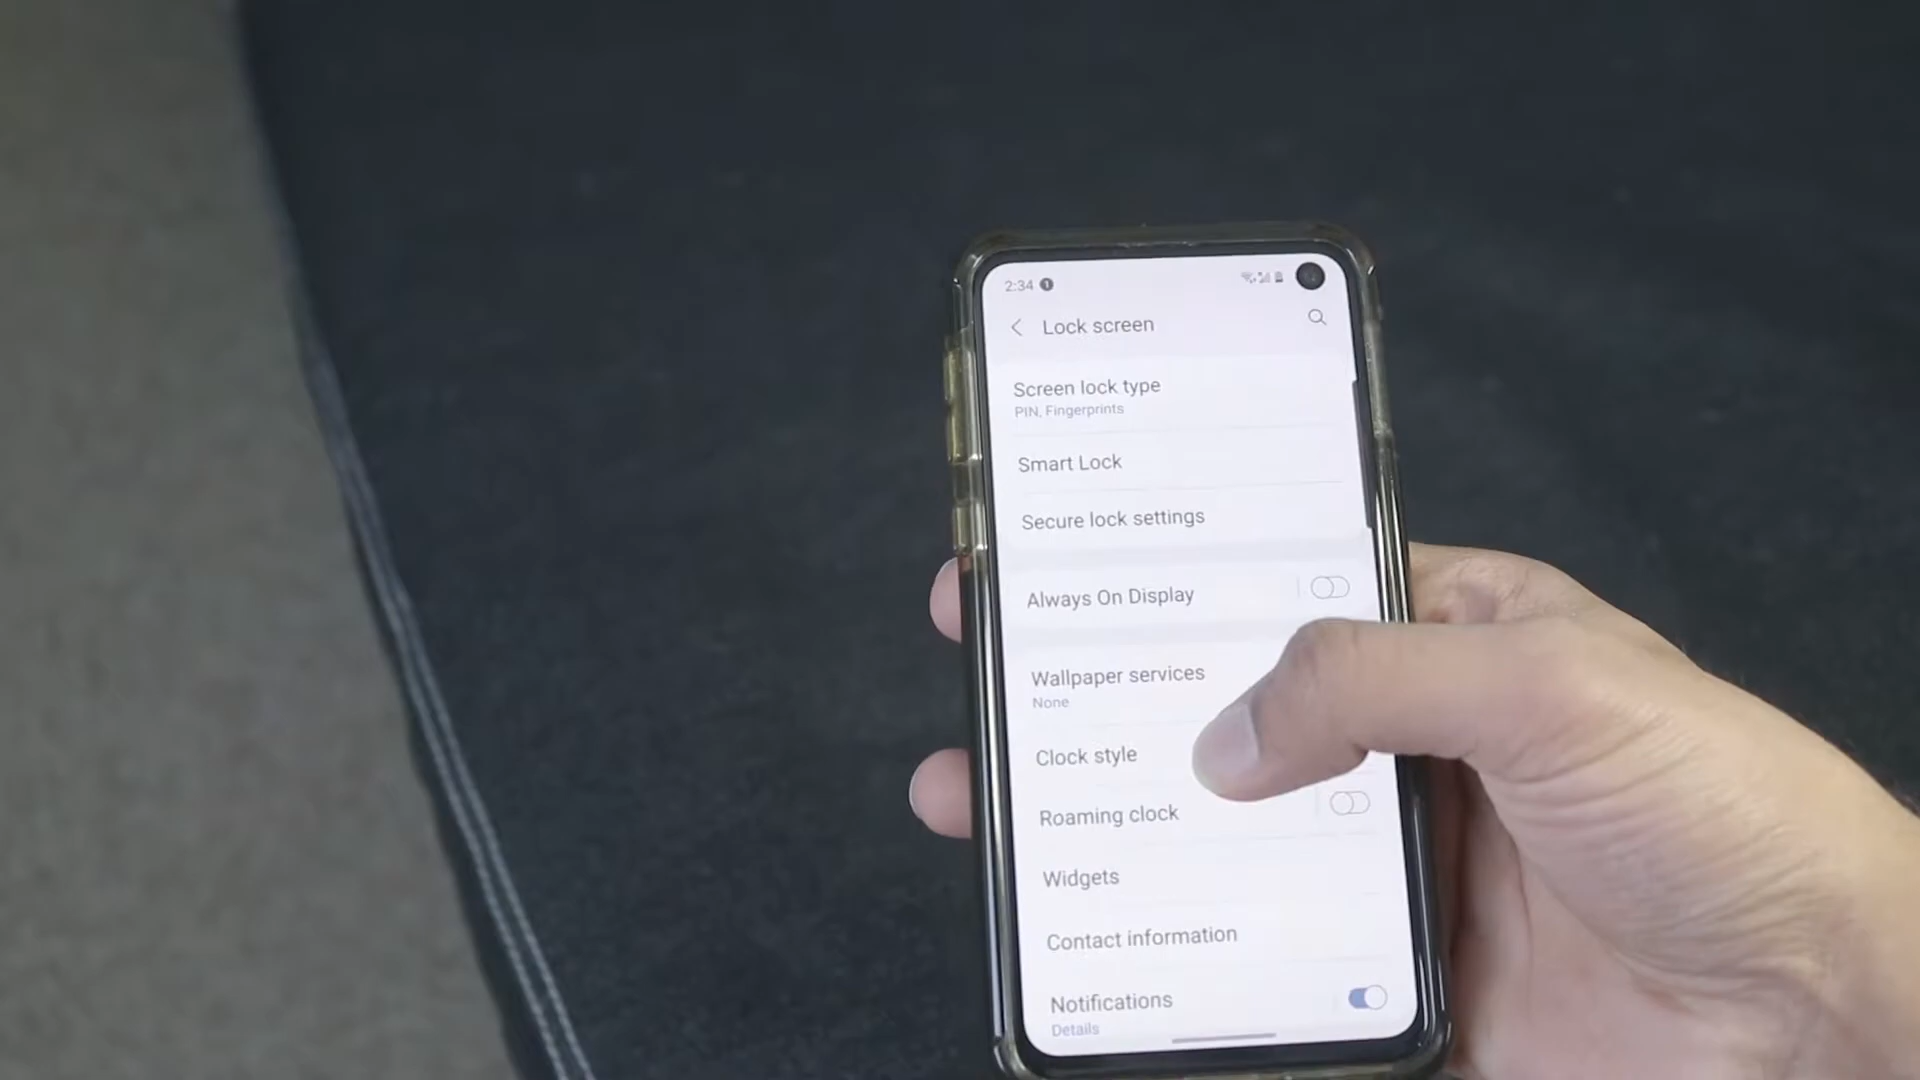 2:34
Lock screen
Screen lock type
PIN, Fingerprints
Smart Lock
Secure lock settings
Always On Display
Wallpaper services
None
Clock style
Roaming clock
Widgets
Contact information
Notifications
Details